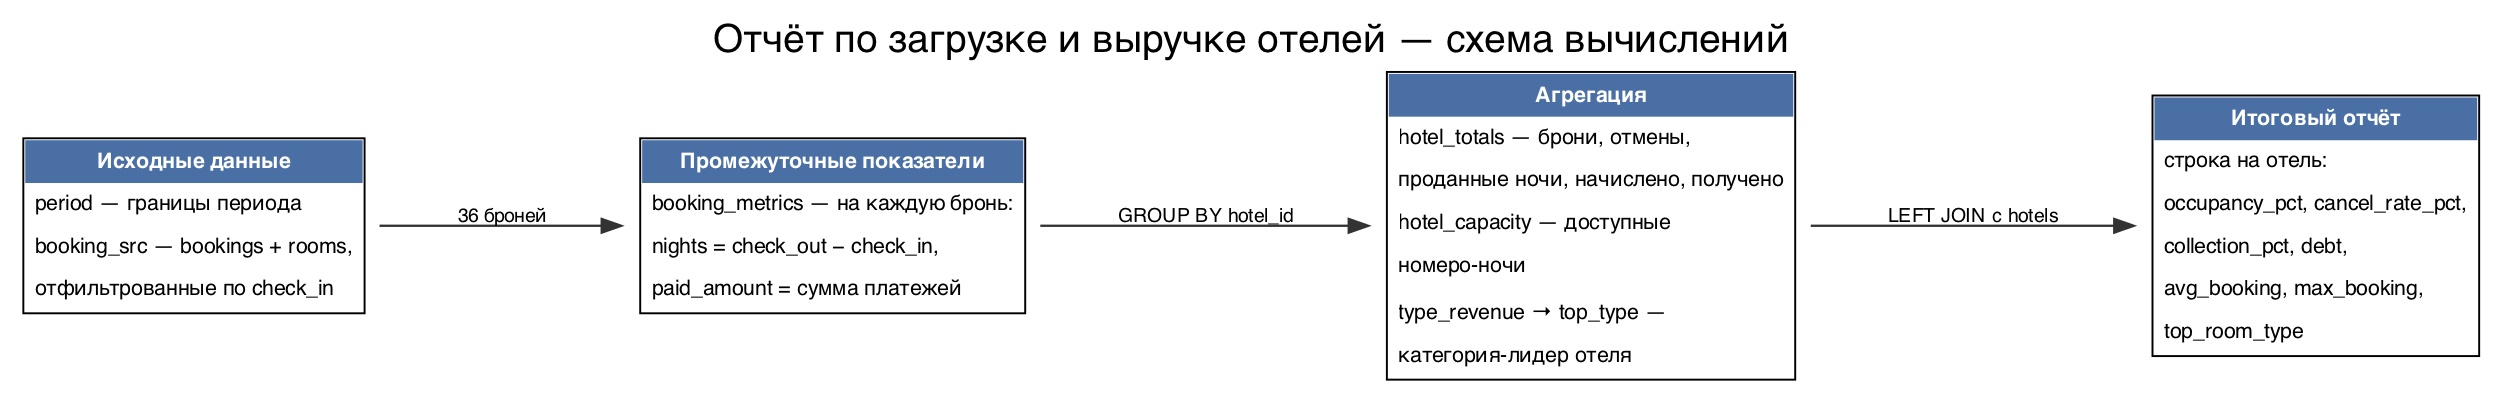 Отчёт по загрузке и выручке отелей — схема вычислений
Исходные данные
period — границы периода
booking_src — bookings + rooms,
отфильтрованные по check_in
36 броней
Промежуточные показатели
booking_metrics — на каждую бронь:
nights = check_out − check_in,
paid_amount = сумма платежей
GROUP BY hotel_id
Агрегация
hotel_totals — брони, отмены,
проданные ночи, начислено, получено
hotel_capacity — доступные
номеро-ночи
type_revenue → top_type —
категория-лидер отеля
LEFT JOIN с hotels
Итоговый отчёт
строка на отель:
occupancy_pct, cancel_rate_pct,
collection_pct, debt,
avg_booking, max_booking,
top_room_type